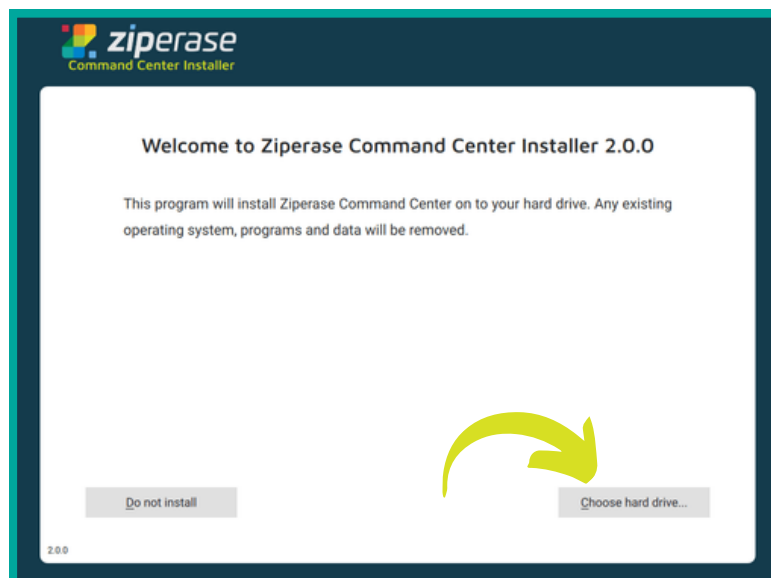 ziperase
Command Center Installer
Welcome to Ziperase Command Center Installer 2.0.0
This program will install Ziperase Command Center on to your hard drive. Any existing
operating system, programs and data will be removed.
Do not install
Choose hard drive...
2.0.0